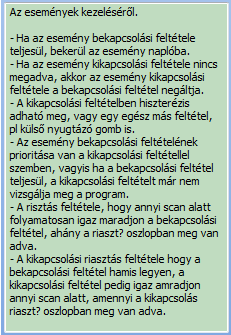 Az események kezeléséről.

- Ha az esemény bekapcsolási feltétele
teljesül, bekerül az esemény naplóba.
- Ha az esemény kikapcsolási feltétele nincs
megadva, akkor az esemény kikapcsolási
feltétele a bekapcsolási feltétel negáltja.
- A kikapcsolási feltételben hiszterézis
adható meg, vagy egy egész más feltétel,
pl külső nyugtázó gomb is.
- Az esemény bekapcsolási feltételének
prioritása van a kikapcsolási feltétellel
szemben, vagyis ha a bekapcsolási feltétel
teljesül, a kikapcsolási feltételt már nem
vizsgálja meg a program.
- A risztás feltétele, hogy annyi scan alatt
folyamatosan igaz maradjon a bekapcsolási
feltétel, ahány a riaszt? oszlopban meg van
adva.
- A kikapcsolási riasztás feltétele hogy a
bekapcsolási feltétel hamis legyen, a
kikapcsolási feltétel pedig igaz amradjon
annyi scan alatt, amennyi a kikapcsolás
riaszt? oszlopban meg van adva.